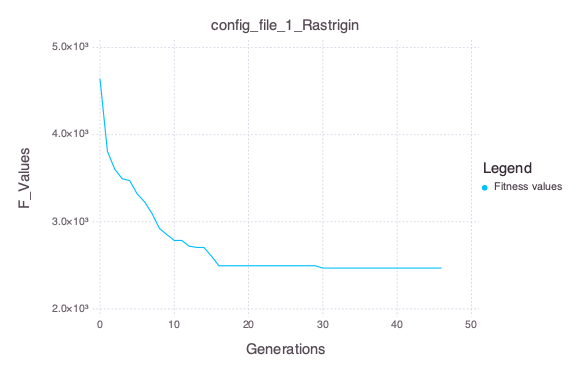 config_file_1_Rastrigin
5.0×10³
4.0×10³
3.0×10³
2.0×10³
F_Values
0 10 20 30 40 50
Generations
Legend
Fitness values